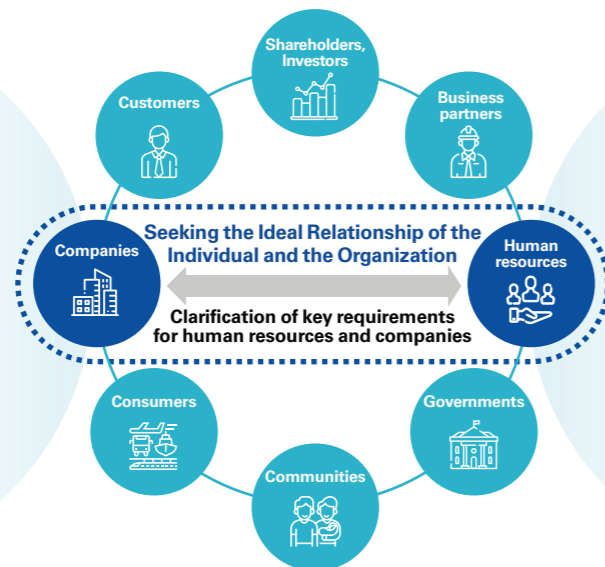 Shareholders,
Investors
Customers
Business
partners
Seeking the Ideal Relationship of the
Individual and the Organization
Companies
Human
resources
Clarification of key requirements
for human resources and companies
Consumers
Governments
Communities